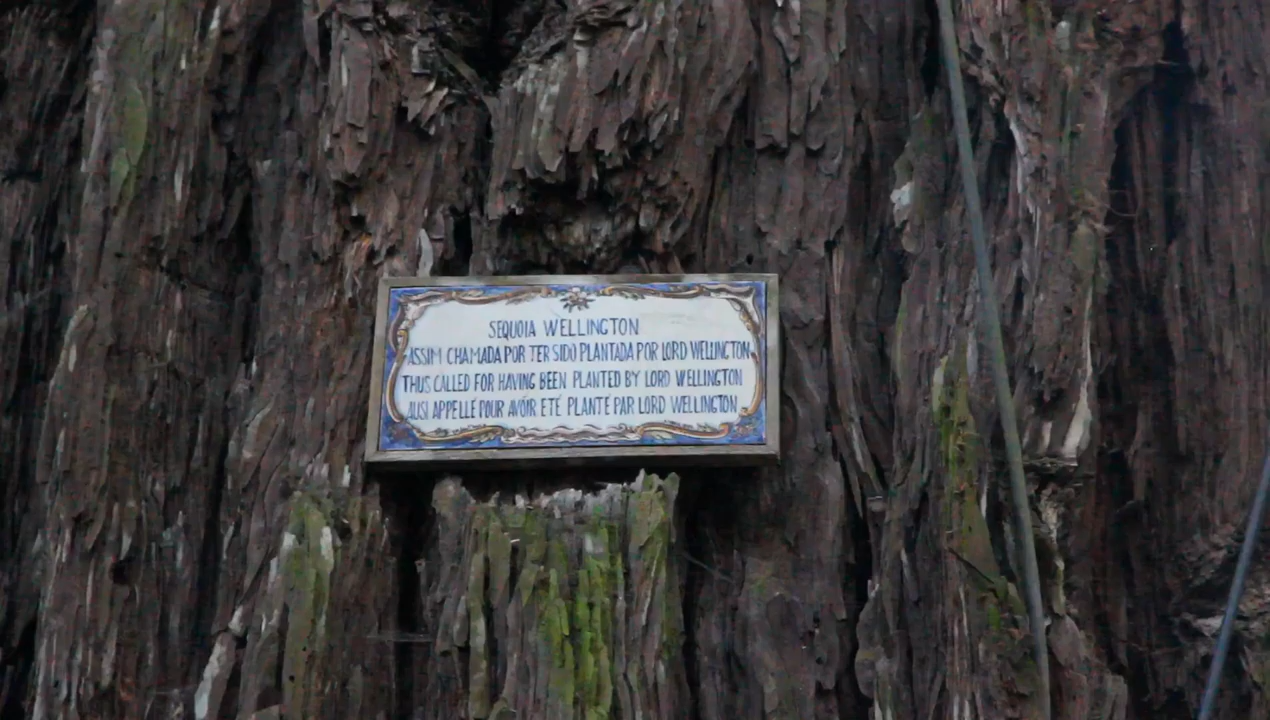 SEQUOIA WELLINGTON
ASSIM CHAMADA POR TER SIDO PLANTADA POR LORD WELLINGTON
THUS CALLED FOR HAVING BEEN PLANTED BY LORD WELLINGTON
AUSI APPELLÉ POUR AVOIR ETÉ PLANTÉ PAR LORD WELLINGTON